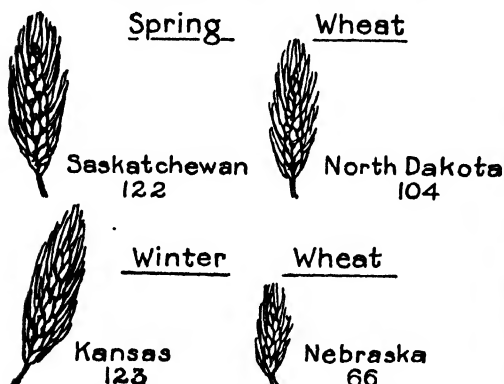 Spring Wheat
Saskatchewan
122
North Dakota
104
Winter Wheat
Kansas
123
Nebraska
66